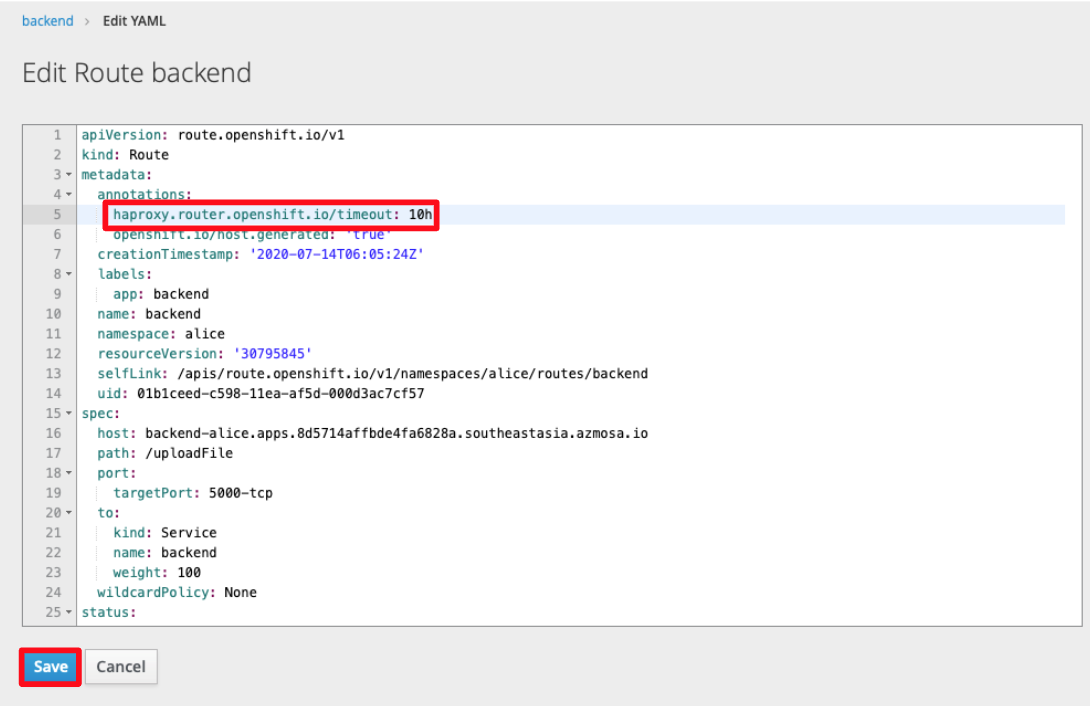 backend > Edit YAML
Edit Route backend
1 apiVersion: route.openshift.io/v1
2 kind: Route
3 metadata:
4 annotations:
5 haproxy.router.openshift.io/timeout: 10h
6 openshift.io/host.generated: 'true'
7 creationTimestamp: '2020-07-14T06:05:24Z'
8 labels:
9 app: backend
10 name: backend
11 namespace: alice
12 resourceVersion: '30795845'
13 selfLink: /apis/route.openshift.io/v1/namespaces/alice/routes/backend
14 uid: 01b1ceed-c598-11ea-af5d-000d3ac7cf57
15 spec:
16 host: backend-alice.apps.8d5714affbde4fa6828a.southeastasia.azmosa.io
17 path: /uploadFile
18 port:
19 targetPort: 5000-tcp
20 to:
21 kind: Service
22 name: backend
23 weight: 100
24 wildcardPolicy: None
25 status:
Save Cancel